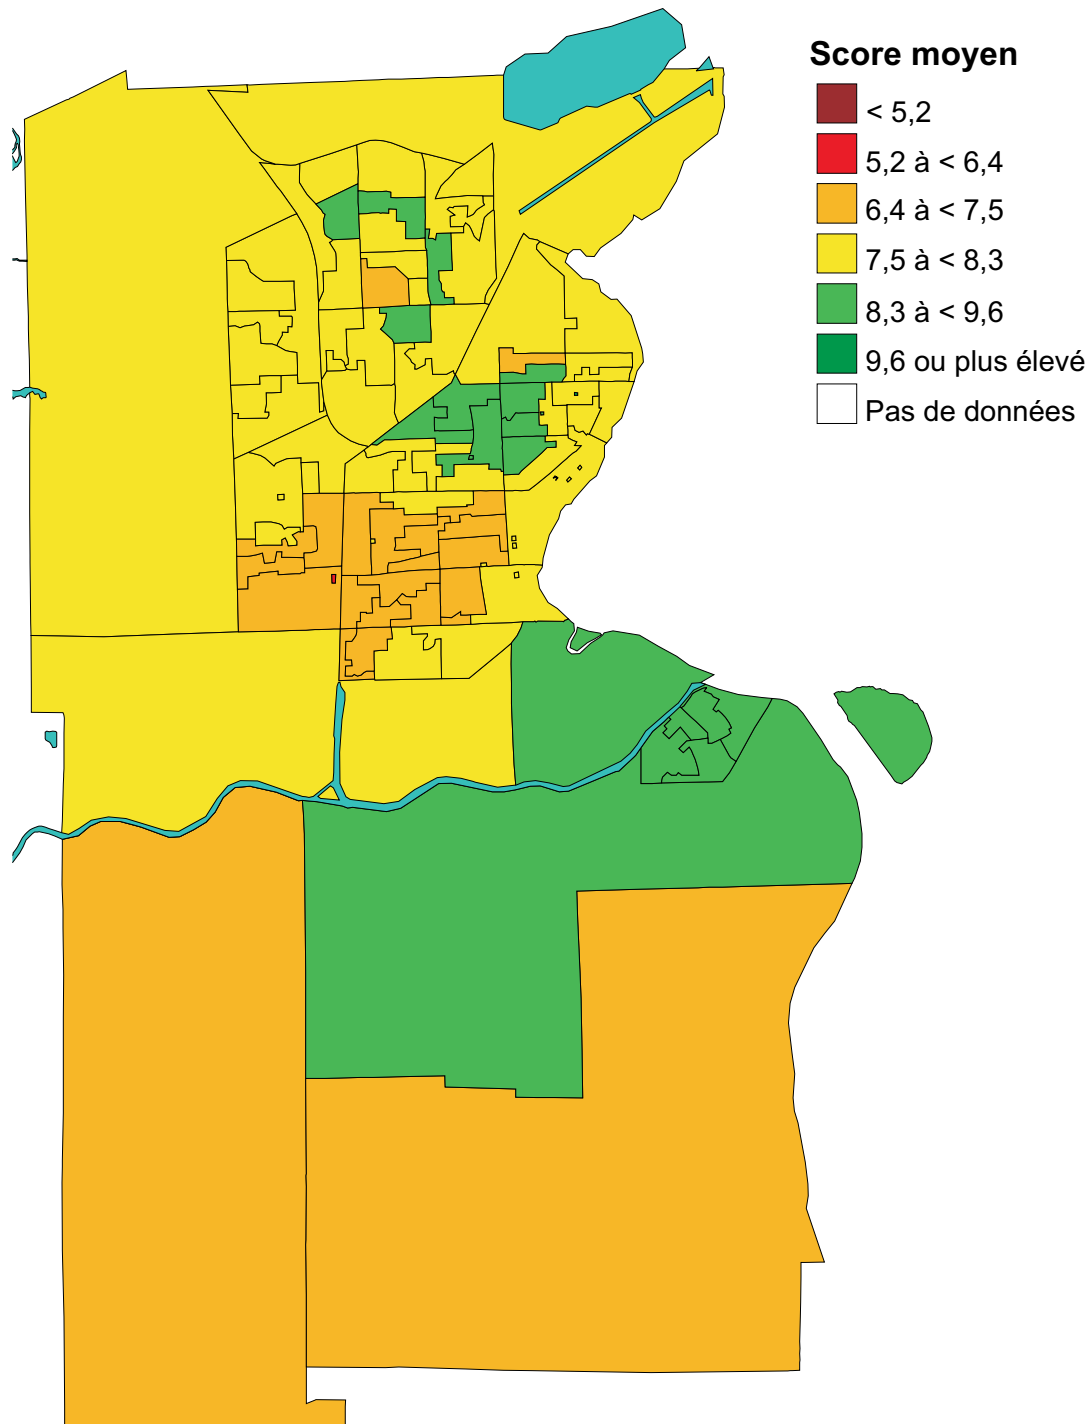 Score moyen
< 5,2
5,2 à < 6,4
6,4 à < 7,5
7,5 à < 8,3
8,3 à < 9,6
9,6 ou plus élevé
Pas de données